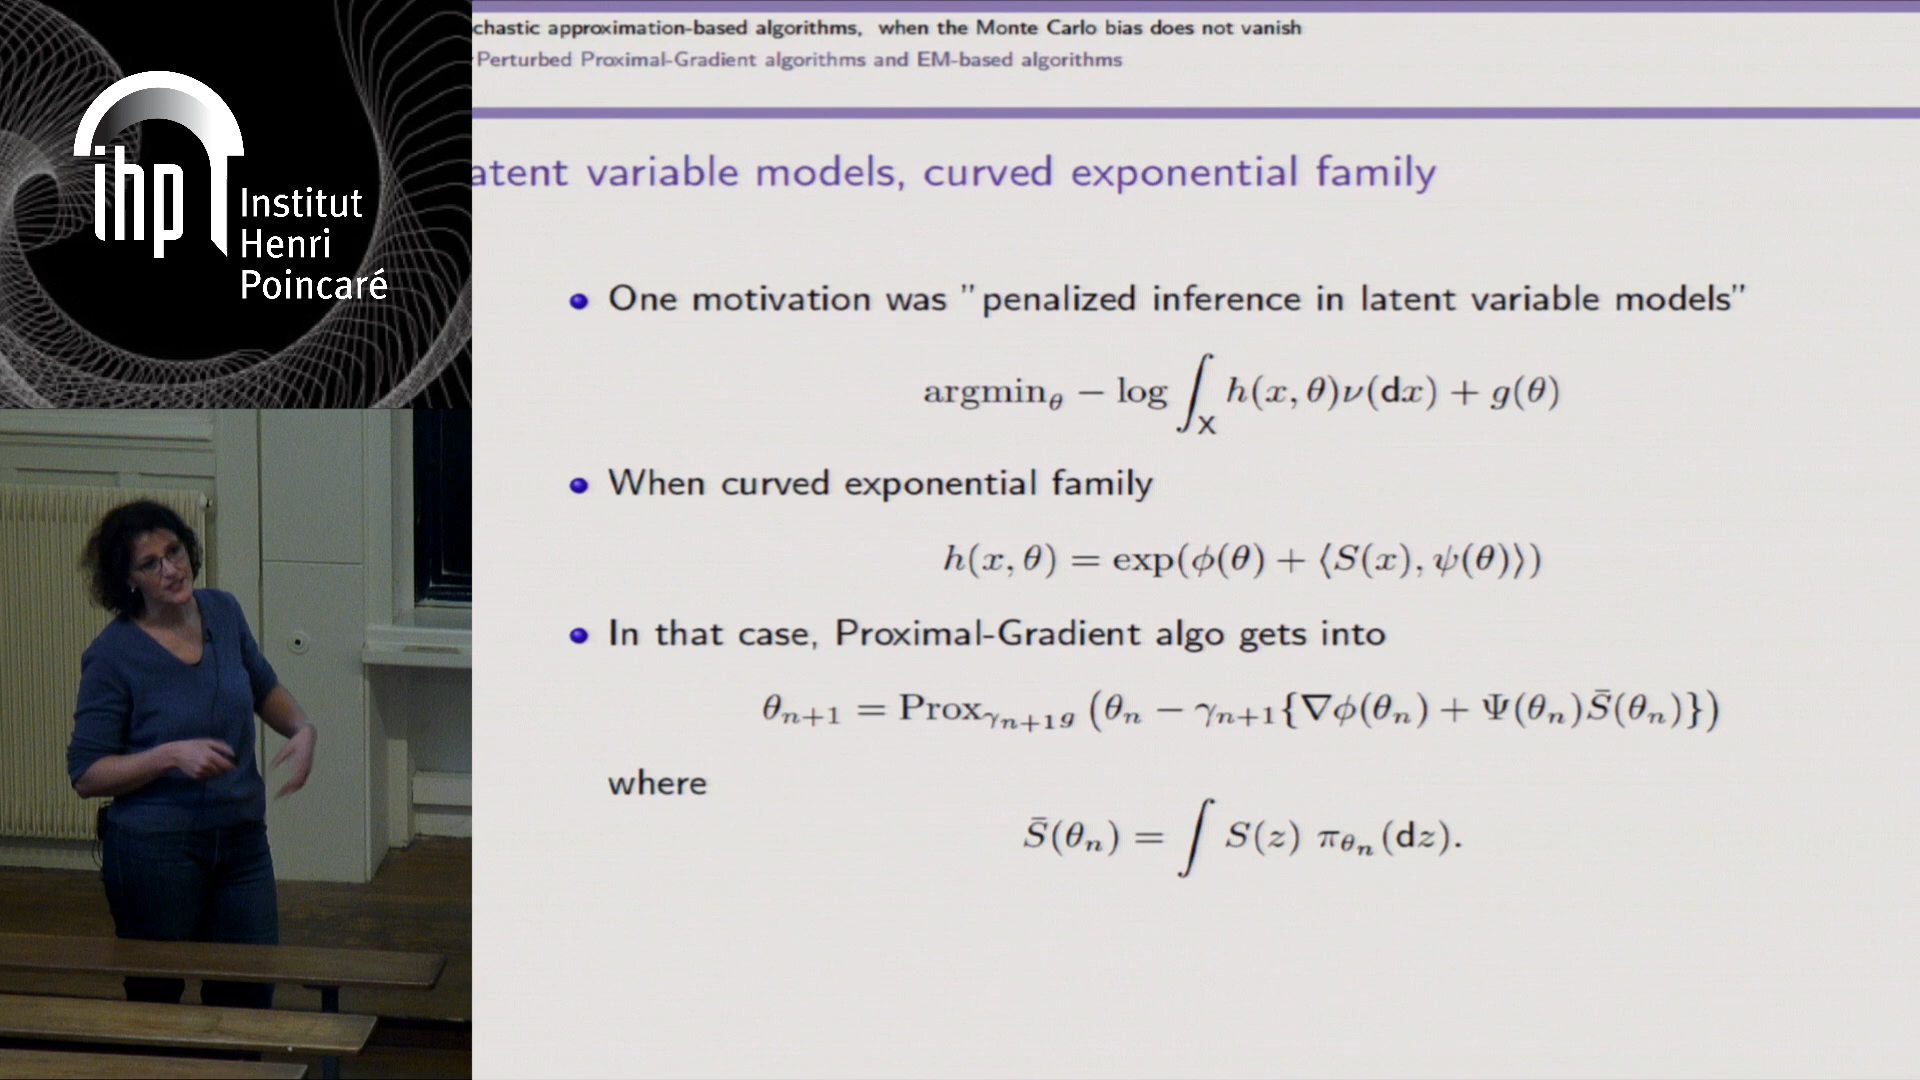 ihp
Institut
Henri
Poincaré
chastic approximation-based algorithms, when the Monte Carlo bias does not vanish
Perturbed Proximal-Gradient algorithms and EM-based algorithms
atent variable models, curved exponential family
One motivation was "penalized inference in latent variable models"
argmin_θ − log ∫_X h(x, θ)ν(dx) + g(θ)
When curved exponential family
h(x, θ) = exp(ϕ(θ) + ⟨S(x), ψ(θ)⟩)
In that case, Proximal-Gradient algo gets into
θ_{n+1} = Prox_{γ_{n+1}g} (θ_n − γ_{n+1}{∇ϕ(θ_n) + Ψ(θ_n)S̄(θ_n)})
where
S̄(θ_n) = ∫ S(z) π_{θ_n}(dz).